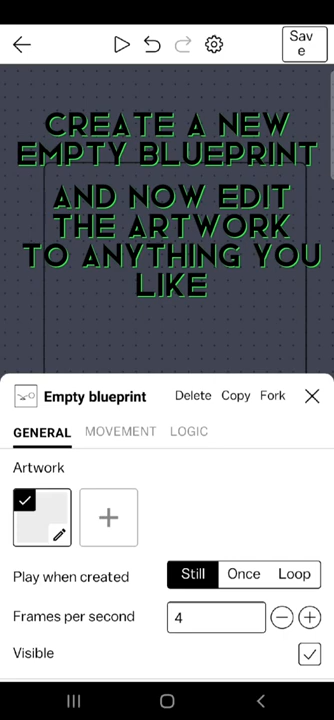 Sav
e
CREATE A NEW
EMPTY BLUEPRINT
AND NOW EDIT
THE ARTWORK
TO ANYTHING YOU
LIKE
Empty blueprint Delete Copy Fork
GENERAL MOVEMENT LOGIC
Artwork
Play when created Still Once Loop
Frames per second 4
Visible